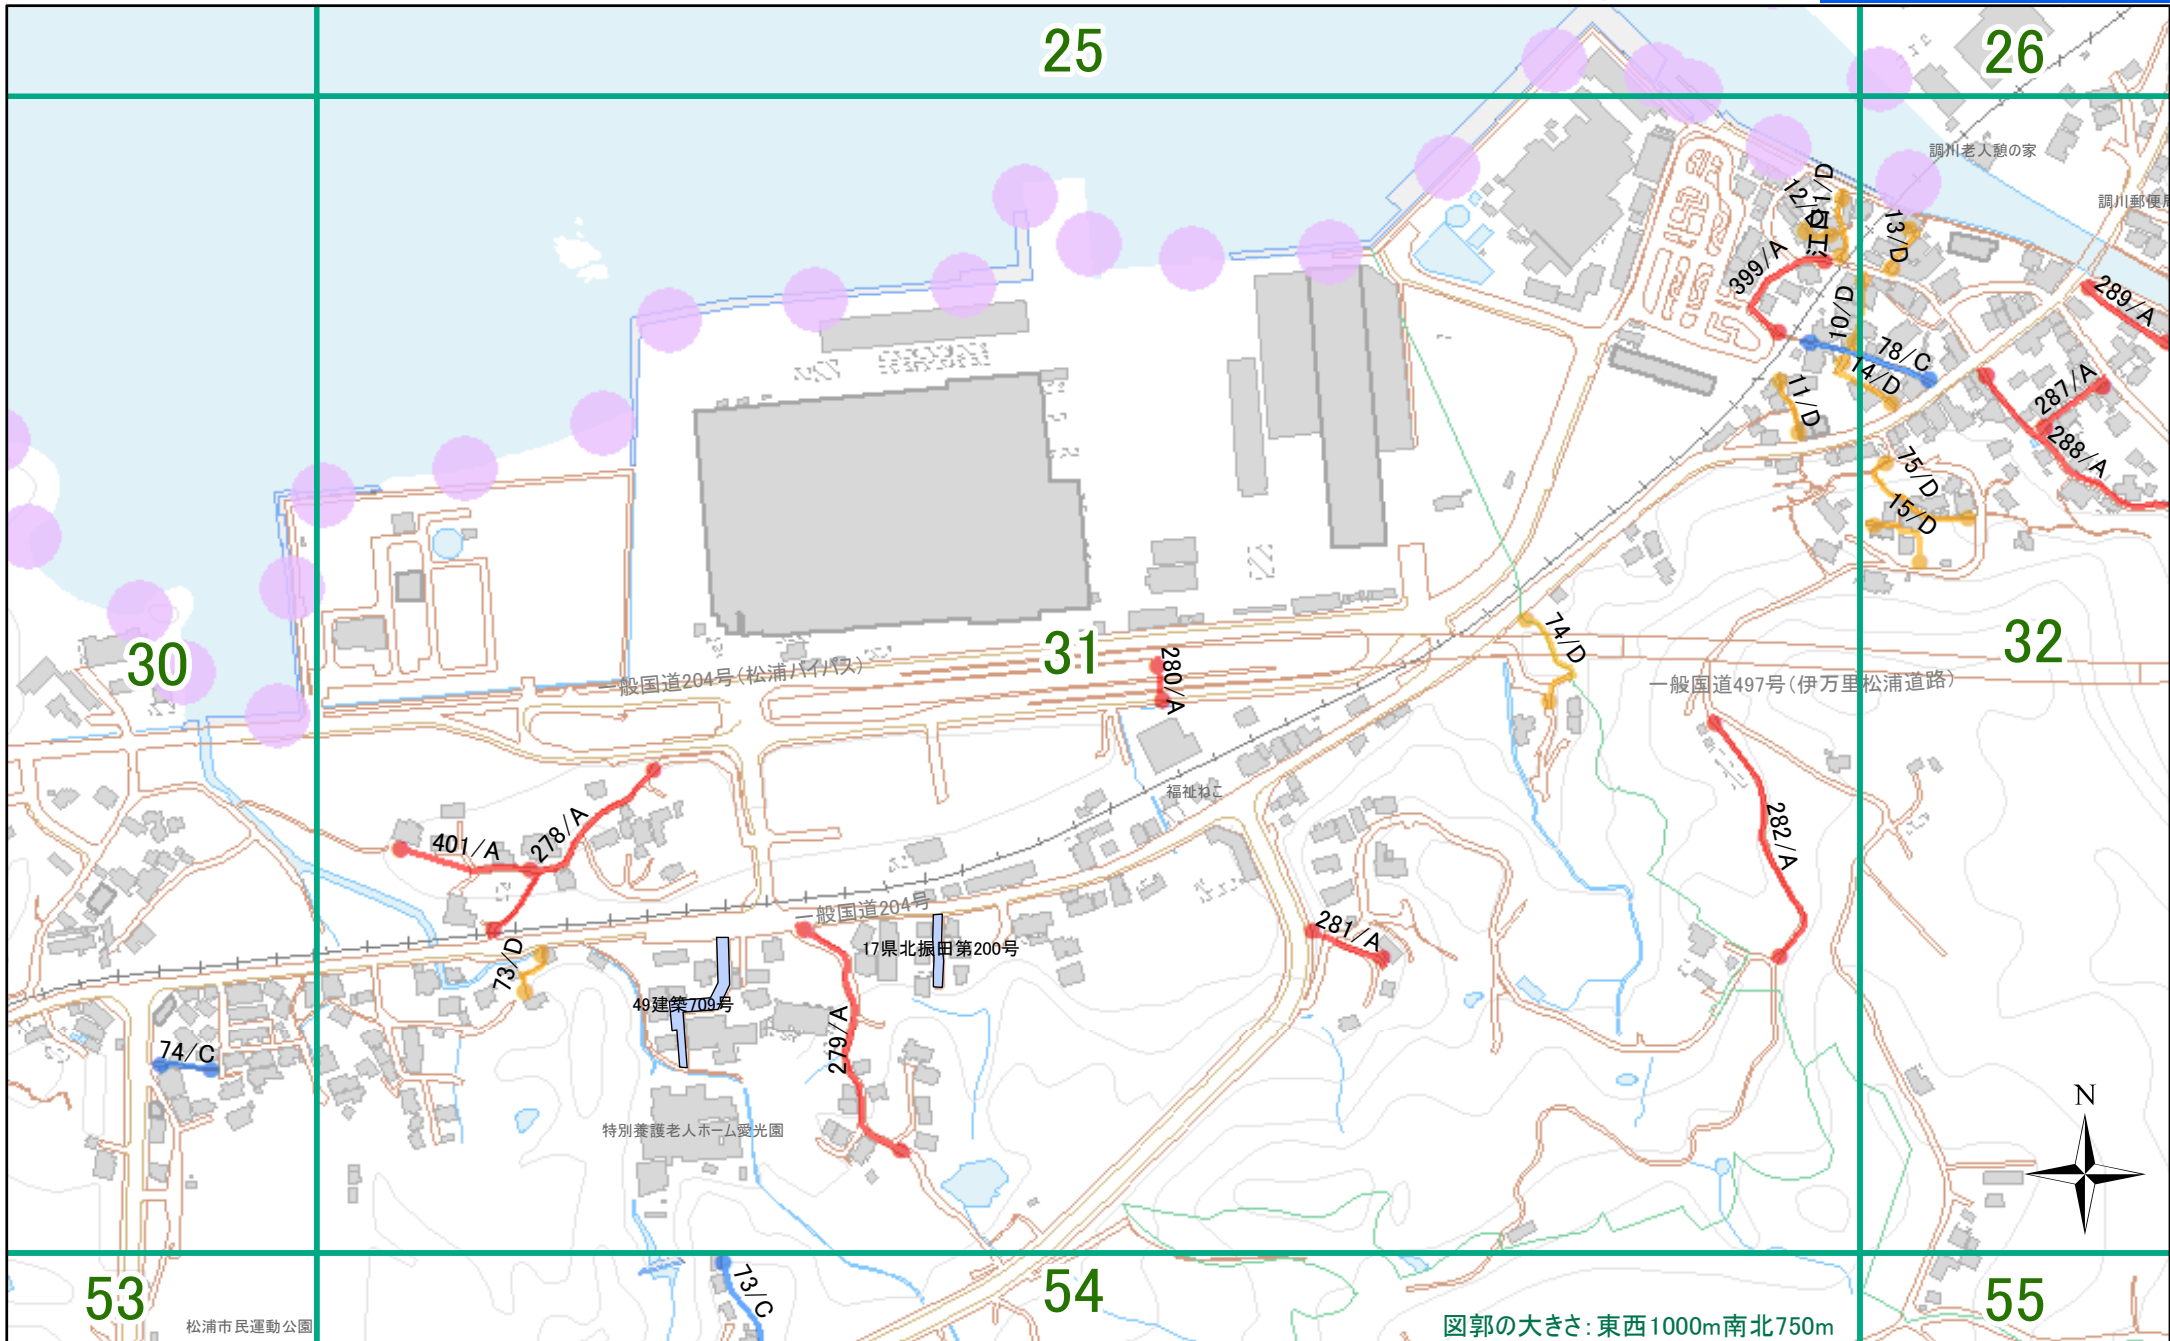 25
26
調川老人憩の家
調川郵便局
12/D
11/D
13/D
江口
399/A
10/D
289/A
78/C
14/D
11/D
287/A
288/A
75/D
15/D
30
31
32
一般国道204号(松浦バイパス)
280/A
74/D
一般国道497号(伊万里松浦道路)
福祉ねこ
282/A
401/A
278/A
一般国道204号
281/A
17県北振田第200号
73/D
49建築709号
279/A
74/C
特別養護老人ホーム愛光園
N
53
54
55
73/C
松浦市民運動公園
図郭の大きさ:東西1000m南北750m